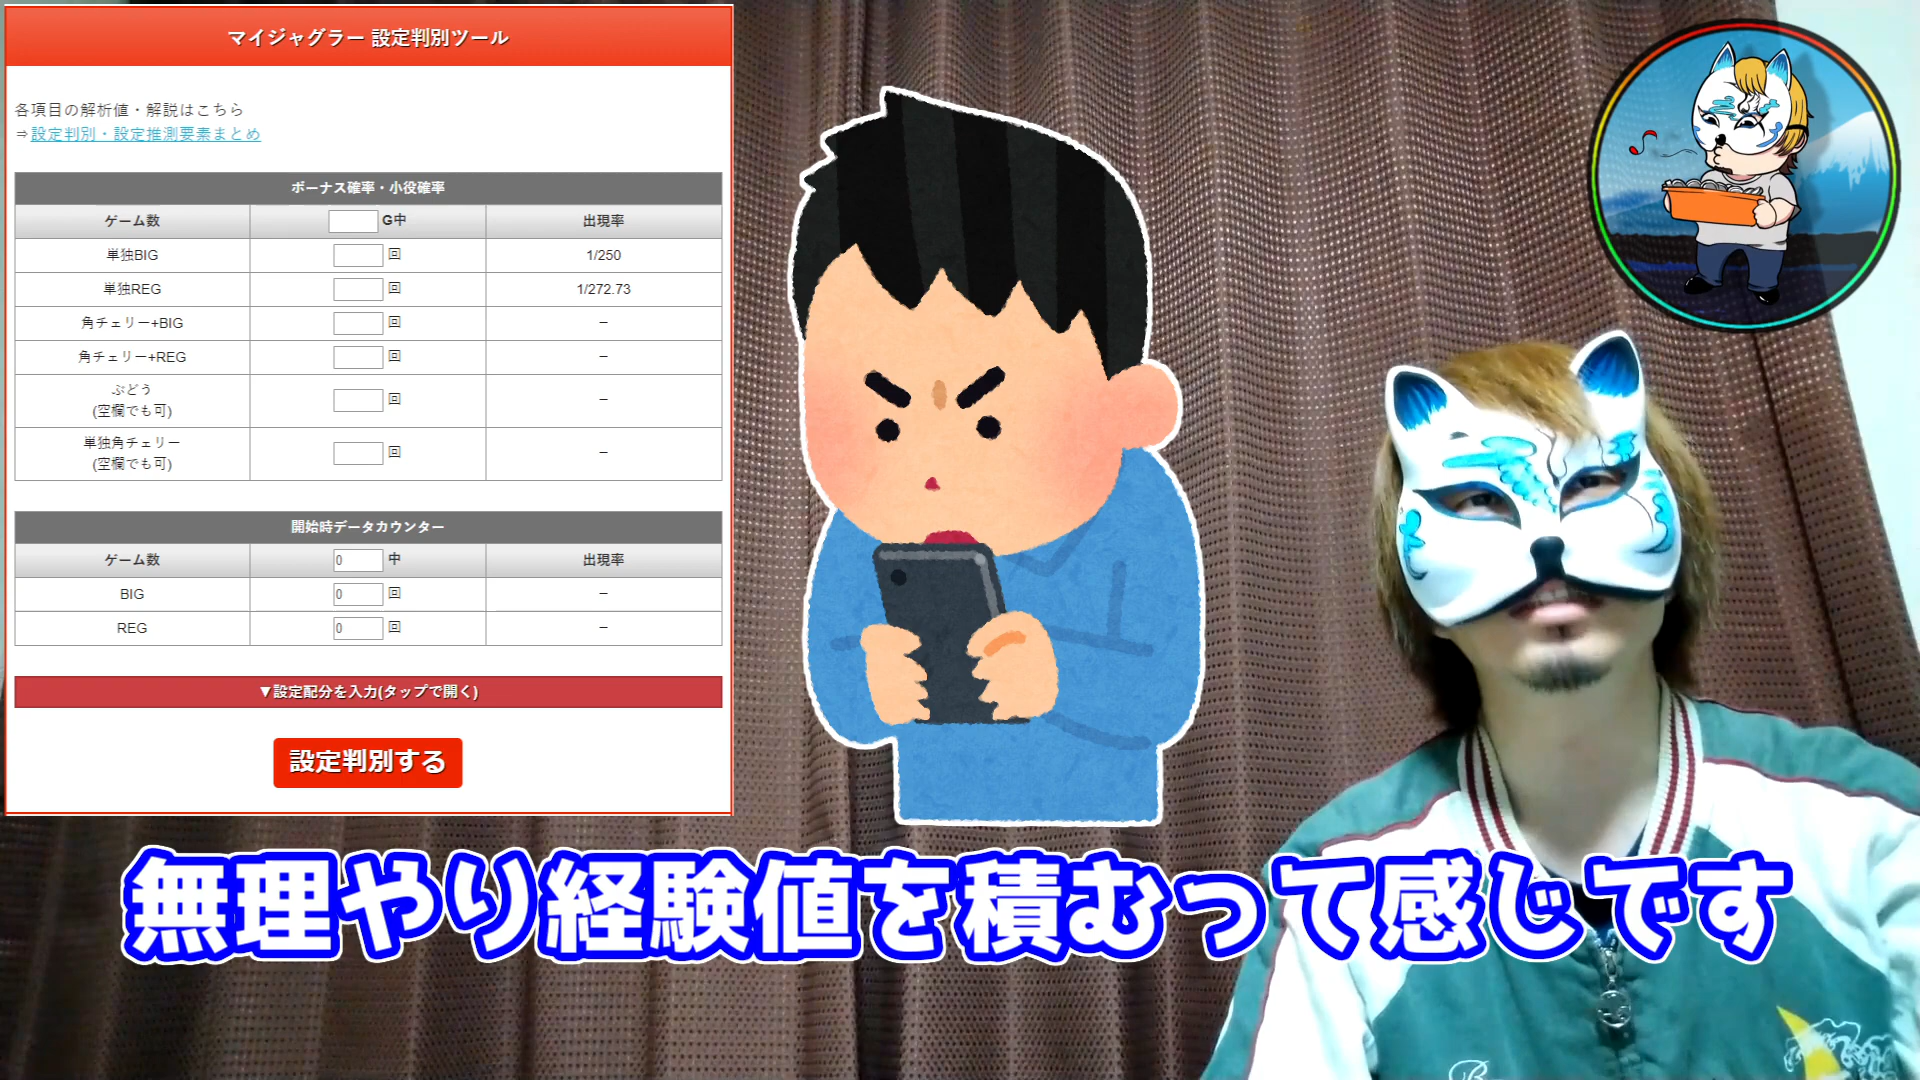 マイジャグラー 設定判別ツール
各項目の解析値・解説はこちら
⇒設定判別・設定推測要素まとめ
ボーナス確率・小役確率
ゲーム数 G中 出現率
単独BIG 回 1/250
単独REG 回 1/272.73
角チェリー+BIG 回 –
角チェリー+REG 回 –
ぶどう
(空欄でも可) 回 –
単独角チェリー
(空欄でも可) 回 –
開始時データカウンター
ゲーム数 0 中 出現率
BIG 0 回 –
REG 0 回 –
▼設定配分を入力(タップで開く)
設定判別する
無理やり経験値を積むって感じです